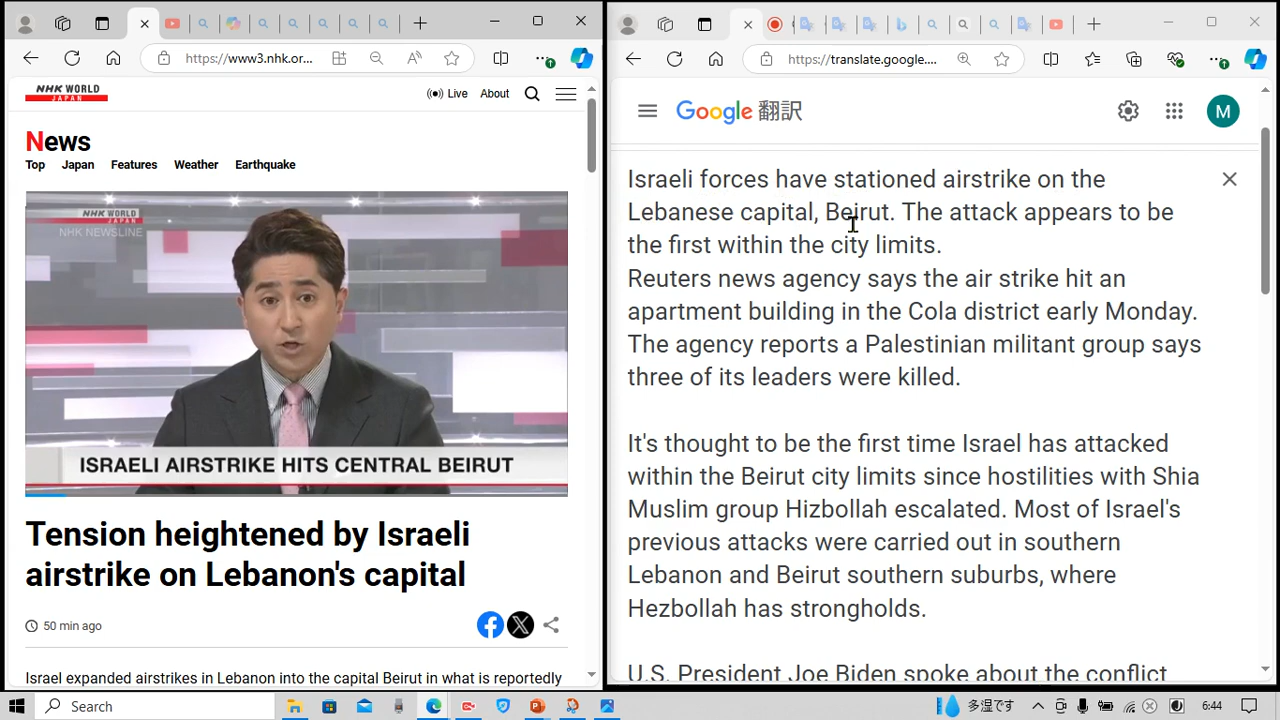 https://www3.nhk.or...
NHK WORLD
JAPAN
Live
About
News
Top
Japan
Features
Weather
Earthquake
NHK WORLD
JAPAN
NHK NEWSLINE
ISRAELI AIRSTRIKE HITS CENTRAL BEIRUT
Tension heightened by Israeli
airstrike on Lebanon's capital
50 min ago
Israel expanded airstrikes in Lebanon into the capital Beirut in what is reportedly
https://translate.google....
Google 翻訳
M
Israeli forces have stationed airstrike on the
Lebanese capital, Beirut. The attack appears to be
the first within the city limits.
Reuters news agency says the air strike hit an
apartment building in the Cola district early Monday.
The agency reports a Palestinian militant group says
three of its leaders were killed.
It's thought to be the first time Israel has attacked
within the Beirut city limits since hostilities with Shia
Muslim group Hizbollah escalated. Most of Israel's
previous attacks were carried out in southern
Lebanon and Beirut southern suburbs, where
Hezbollah has strongholds.
U.S. President Joe Biden spoke about the conflict
Search
多湿です
6:44